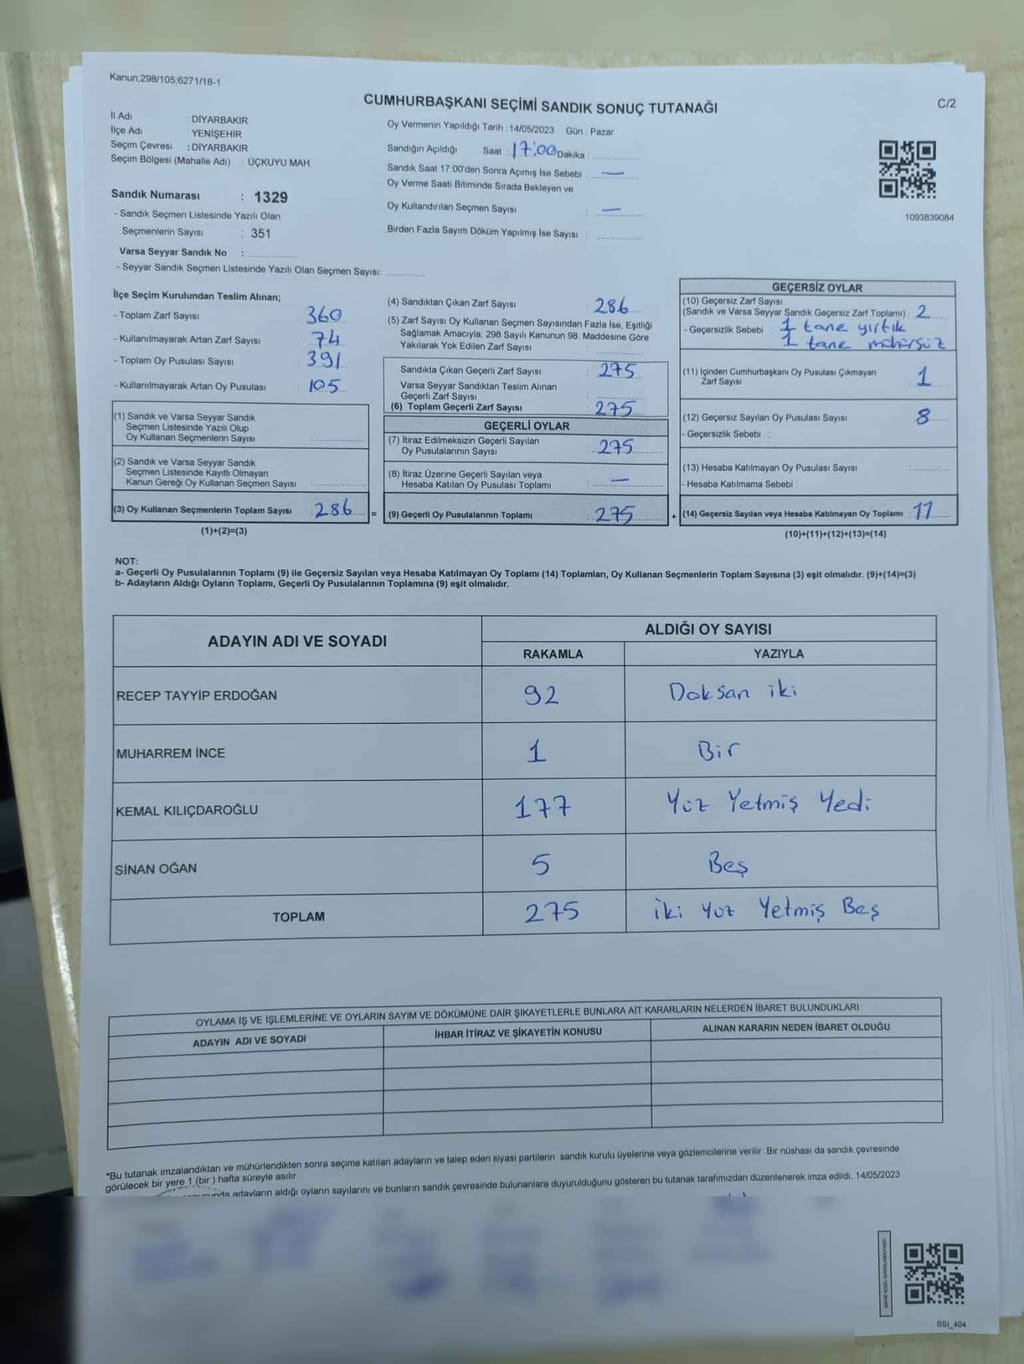 Kanun;298/105;6271/18-1
CUMHURBAŞKANI SEÇİMİ SANDIK SONUÇ TUTANAĞI
C/2
İl Adı : DİYARBAKIR
İlçe Adı : YENİŞEHİR
Seçim Çevresi : DİYARBAKIR
Seçim Bölgesi (Mahalle Adı) : ÜÇKUYU MAH.
Sandık Numarası : 1329
- Sandık Seçmen Listesinde Yazılı Olan
Seçmenlerin Sayısı : 351
Varsa Seyyar Sandık No :
- Seyyar Sandık Seçmen Listesinde Yazılı Olan Seçmen Sayısı:
Oy Vermenin Yapıldığı Tarih : 14/05/2023 Gün : Pazar
Sandığın Açıldığı Saat : 17:00 Dakika :
Sandık Saat 17:00'den Sonra Açımış İse Sebebi : —
Oy Verme Saati Bitiminde Sırada Bekleyen ve
Oy Kullandırılan Seçmen Sayısı : —
Birden Fazla Sayım Döküm Yapılmış İse Sayısı :
1093839084
İlçe Seçim Kurulundan Teslim Alınan;
- Toplam Zarf Sayısı : 360
- Kullanılmayarak Artan Zarf Sayısı : 74
- Toplam Oy Pusulası Sayısı : 391
- Kullanılmayarak Artan Oy Pusulası : 105
(1) Sandık ve Varsa Seyyar Sandık
Seçmen Listesinde Yazılı Olup
Oy Kullanan Seçmenlerin Sayısı :
(2) Sandık ve Varsa Seyyar Sandık
Seçmen Listesinde Kayıtlı Olmayan
Kanun Gereği Oy Kullanan Seçmen Sayısı :
(3) Oy Kullanan Seçmenlerin Toplam Sayısı : 286 =
(1)+(2)=(3)
(4) Sandıktan Çıkan Zarf Sayısı : 286
(5) Zarf Sayısı Oy Kullanan Seçmen Sayısından Fazla İse, Eşitliği
Sağlamak Amacıyla, 298 Sayılı Kanunun 98. Maddesine Göre
Yakılarak Yok Edilen Zarf Sayısı :
Sandıkta Çıkan Geçerli Zarf Sayısı : 275
Varsa Seyyar Sandıktan Teslim Alınan
Geçerli Zarf Sayısı :
(6) Toplam Geçerli Zarf Sayısı : 275
GEÇERLİ OYLAR
(7) İtiraz Edilmeksizin Geçerli Sayılan
Oy Pusulalarının Sayısı : 275
(8) İtiraz Üzerine Geçerli Sayılan veya
Hesaba Katılan Oy Pusulası Toplamı : —
(9) Geçerli Oy Pusulalarının Toplamı : 275 +
GEÇERSİZ OYLAR
(10) Geçersiz Zarf Sayısı
(Sandık ve Varsa Seyyar Sandık Geçersiz Zarf Toplamı) : 2
- Geçersizlik Sebebi : 1 tane yırtık
1 tane mühürsüz
(11) İçinden Cumhurbaşkanı Oy Pusulası Çıkmayan
Zarf Sayısı : 1
(12) Geçersiz Sayılan Oy Pusulası Sayısı : 8
- Geçersizlik Sebebi :
(13) Hesaba Katılmayan Oy Pusulası Sayısı :
- Hesaba Katılmama Sebebi :
(14) Geçersiz Sayılan veya Hesaba Katılmayan Oy Toplamı : 11
(10)+(11)+(12)+(13)=(14)
NOT:
a- Geçerli Oy Pusulalarının Toplamı (9) ile Geçersiz Sayılan veya Hesaba Katılmayan Oy Toplamı (14) Toplamları, Oy Kullanan Seçmenlerin Toplam Sayısına (3) eşit olmalıdır. (9)+(14)=(3)
b- Adayların Aldığı Oyların Toplamı, Geçerli Oy Pusulalarının Toplamına (9) eşit olmalıdır.
ADAYIN ADI VE SOYADI ALDIĞI OY SAYISI
RAKAMLA YAZIYLA
RECEP TAYYİP ERDOĞAN 92 Doksan iki
MUHARREM İNCE 1 Bir
KEMAL KILIÇDAROĞLU 177 Yüz Yetmiş Yedi
SİNAN OĞAN 5 Beş
TOPLAM 275 iki Yüz Yetmiş Beş
OYLAMA İŞ VE İŞLEMLERİNE VE OYLARIN SAYIM VE DÖKÜMÜNE DAİR ŞİKAYETLERLE BUNLARA AİT KARARLARIN NELERDEN İBARET BULUNDUKLARI
ADAYIN ADI VE SOYADI İHBAR İTİRAZ VE ŞİKAYETİN KONUSU ALINAN KARARIN NEDEN İBARET OLDUĞU
*Bu tutanak imzalandıktan ve mühürlendikten sonra seçime katılan adayların ve talep eden siyasi partilerin sandık kurulu üyelerine veya gözlemcilerine verilir .Bir nüshası da sandık çevresinde
görülecek bir yere 1 (bir ) hafta süreyle asılır.
adayların aldığı oyların sayılarını ve bunların sandık çevresinde bulunanlara duyurulduğunu gösteren bu tutanak tarafımızdan düzenlenerek imza edildi. 14/05/2023
SSI_404